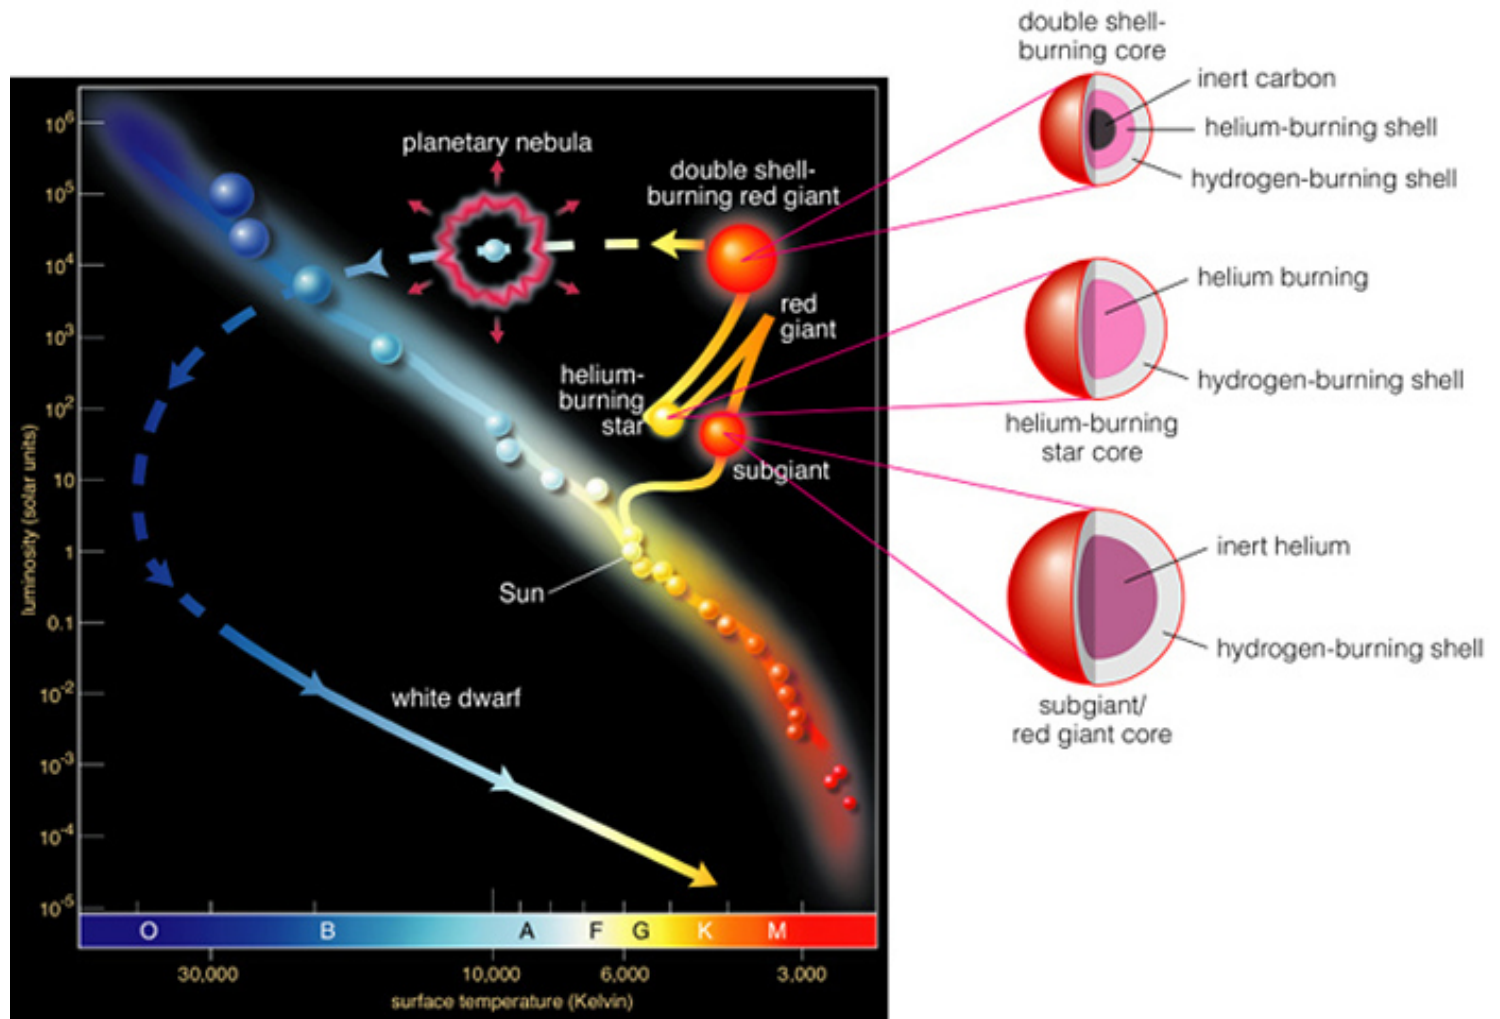 double shell-
burning core
inert carbon
helium-burning shell
hydrogen-burning shell
planetary nebula
double shell-
burning red giant
red
giant
helium-
burning
star
subgiant
helium burning
hydrogen-burning shell
helium-burning
star core
Sun
inert helium
hydrogen-burning shell
subgiant/
red giant core
white dwarf
luminosity (solar units)
10⁶
10⁵
10⁴
10³
10²
10
1
0.1
10⁻²
10⁻³
10⁻⁴
10⁻⁵
O B A F G K M
30,000 10,000 6,000 3,000
surface temperature (Kelvin)